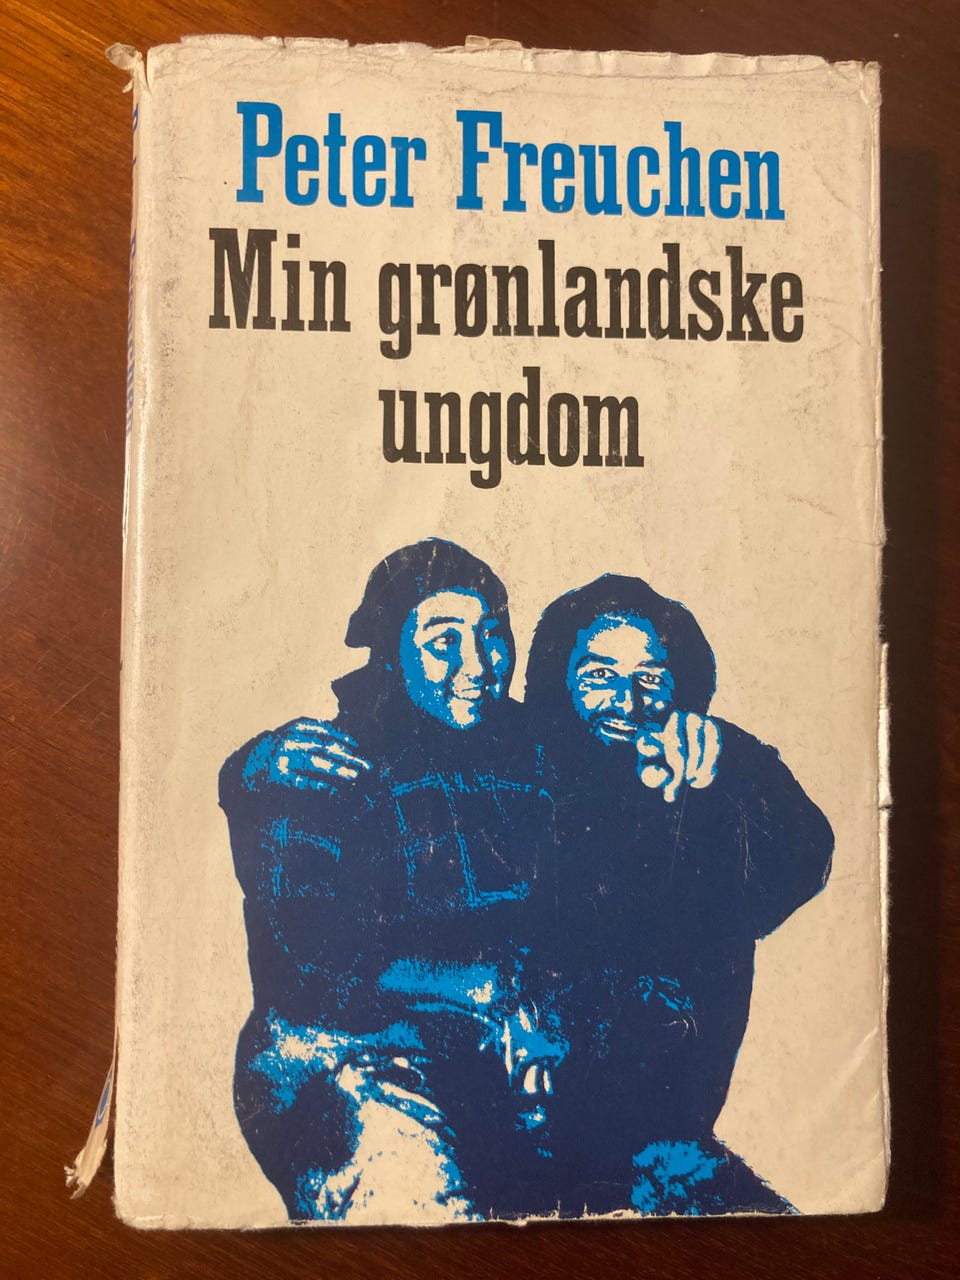 Peter Freuchen
Min grønlandske
ungdom